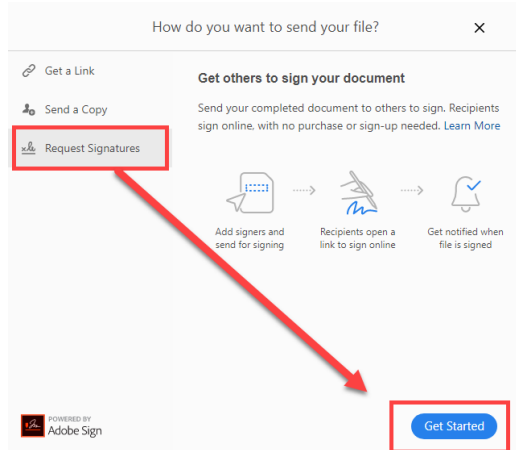 How do you want to send your file?
Get a Link
Send a Copy
Request Signatures
Get others to sign your document
Send your completed document to others to sign. Recipients
sign online, with no purchase or sign-up needed. Learn More
Add signers and
send for signing
Recipients open a
link to sign online
Get notified when
file is signed
POWERED BY
Adobe Sign
Get Started